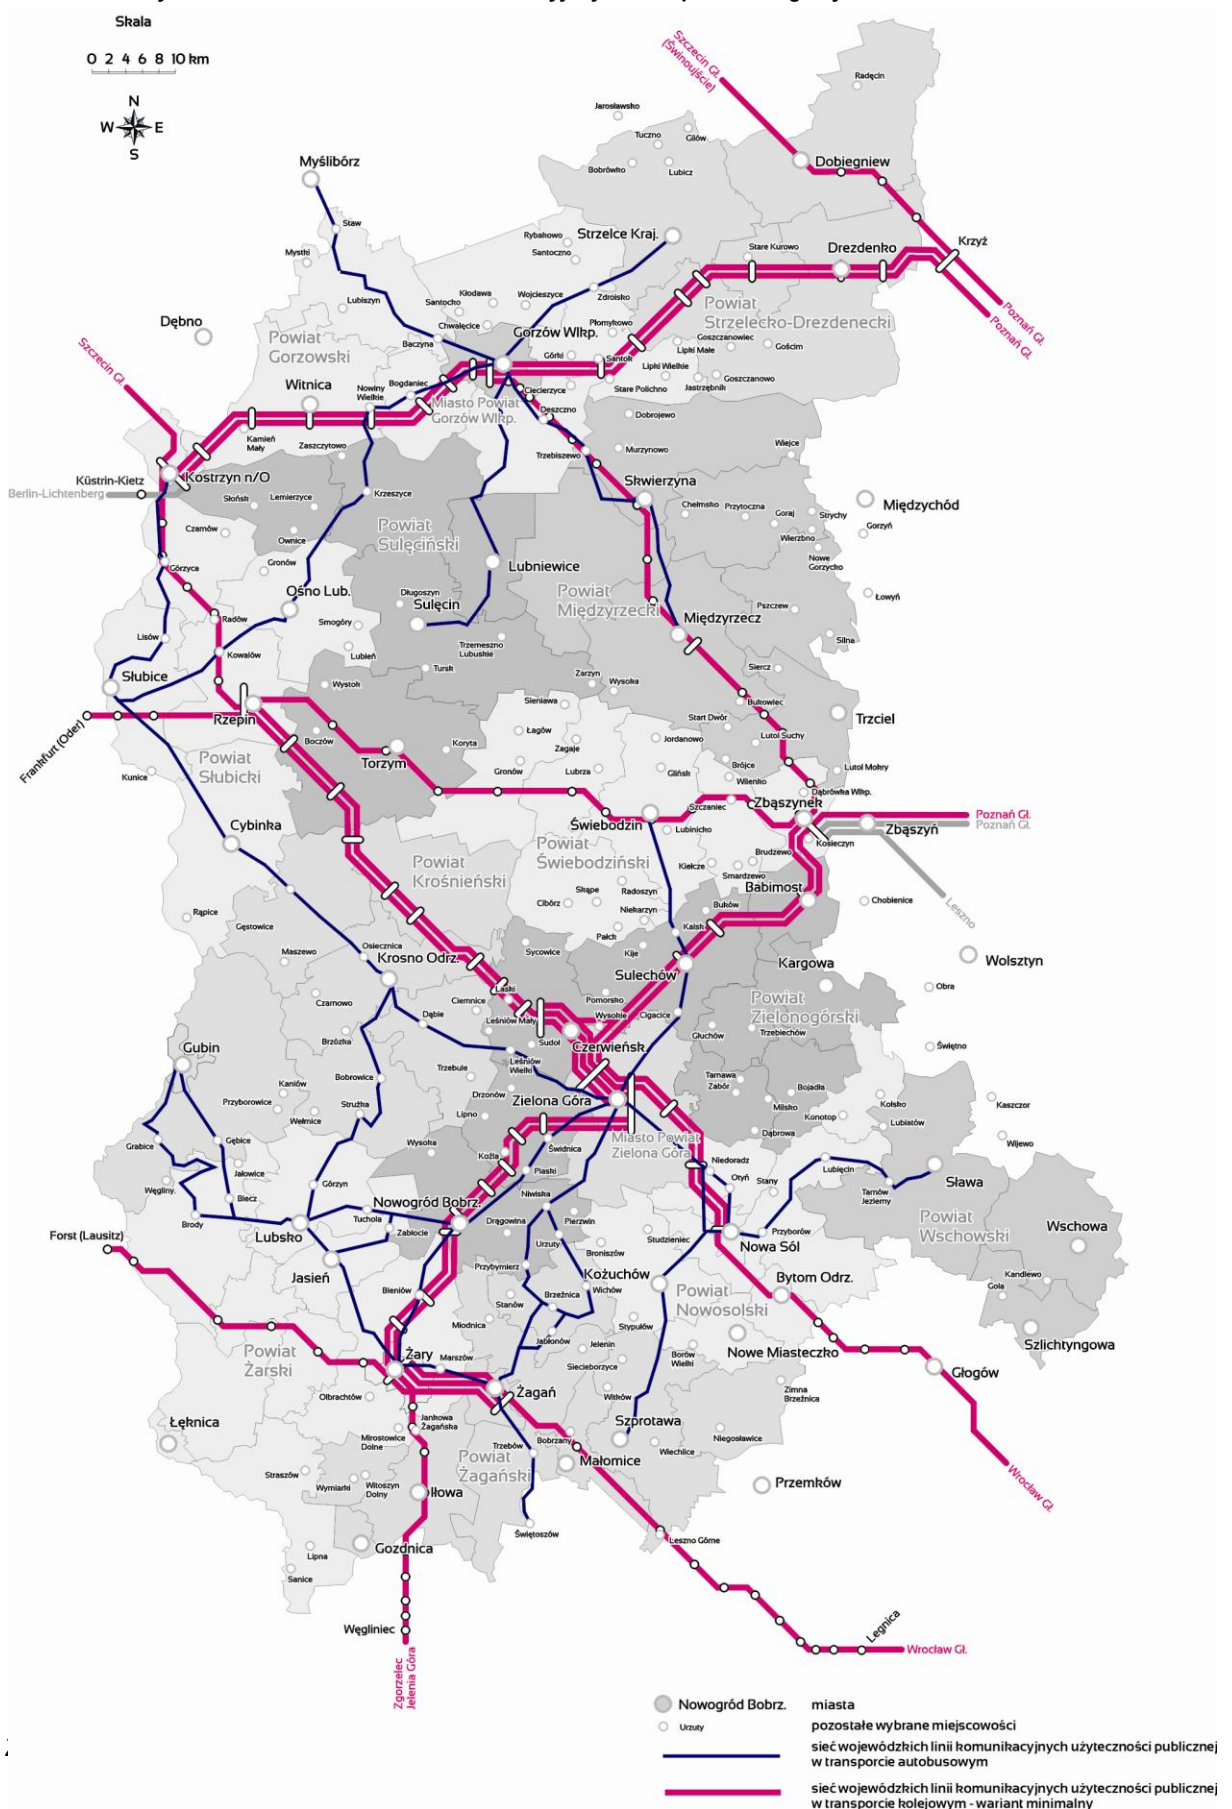 Skala
0 2 4 6 8 10 km
N
W E
S
Szczecin Gł.
(Świnoujście)
Radęcin
Jarosławsko
Tuczno
Gilów
Bobrówko
Lubicz
Dobiegniew
Myślibórz
Staw
Rybakowo
Strzelce Kraj.
Santoczno
Mystki
Stare Kurowo
Drezdenko
Krzyż
Lubiszyn
Kłodawa
Santocko
Wojcieszyce
Zdroisko
Chwalęcice
Płomykowo
Powiat
Strzelecko-Drezdenecki
Poznań Gł.
Poznań Gł.
Dębno
Powiat
Gorzowski
Baczyna
Gorzów Wlkp.
Górki
Santok
Lipki Małe
Goszczanowiec
Gościm
Szczecin Gł.
Witnica
Nowiny
Wielkie
Bogdaniec
Lipki Wielkie
Goszczanowo
Stare Polichno
Jastrzębnik
Ciecierzyce
Miasto Powiat
Gorzów Wlkp.
Deszczno
Dobrojewo
Kamień
Mały
Zaszczytowo
Trzebiszewo
Murzynowo
Wiejce
Küstrin-Kietz
Berlin-Lichtenberg
Kostrzyn n/O
Słońsk
Lemierzyce
Krzeszyce
Skwierzyna
Międzychód
Chełmsko
Przytoczna
Goraj
Strychy
Gorzyń
Wierzbno
Nowe
Gorzycko
Czarnów
Ownice
Powiat
Sulęciński
Górzyca
Gronów
Lubniewice
Łowyń
Ośno Lub.
Długoszyn
Sulęcin
Powiat
Międzyrzecki
Pszczew
Radów
Smogóry
Międzyrzecz
Silna
Lisów
Kowalów
Lubień
Trzemeszno
Lubuskie
Słubice
Wystok
Tursk
Zarzyn
Wysoka
Siercz
Sieniawa
Bukowiec
Rzepin
Trzciel
Frankfurt (Oder)
Boczów
Koryta
Łagów
Start Dwór
Jordanowo
Lutol Suchy
Torzym
Zagaje
Powiat
Słubicki
Gronów
Lubrza
Glińsk
Brójce
Wilenko
Lutol Mokry
Kunice
Dąbrówka Wlkp.
Szczaniec
Zbąszynek
Poznań Gł.
Poznań Gł.
Cybinka
Świebodzin
Lubinicko
Zbąszyń
Kosieczyn
Powiat
Krośnieński
Powiat
Świebodziński
Brudzewo
Kiełcze
Smardzewo
Radoszyn
Babimost
Skąpe
Cibórz
Niekarzyn
Buków
Chobienice
Leszno
Rąpice
Gęstowice
Pałck
Kalsk
Osiecznica
Krosno Odrz.
Sycowice
Kije
Maszewo
Sulechów
Kargowa
Wolsztyn
Laski
Pomorsko
Obra
Czarnowo
Ciemnice
Cigacice
Powiat
Zielonogórski
Leśniów Mały
Wysokie
Dąbie
Głuchów
Trzebiechów
Brzózka
Sudoł
Czerwieńsk
Świętno
Gubin
Leśniów
Wielki
Trzebule
Bobrowice
Tarnawa
Zabór
Kaniów
Drzonów
Bojadła
Kolsko
Kaszczor
Przyborowice
Strużka
Zielona Góra
Milsko
Konotop
Wełmice
Lipno
Lubiatów
Grabice
Gębice
Wysoka
Świdnica
Miasto Powiat
Zielona Góra
Dąbrowa
Wijewo
Koźla
Niedoradz
Lubięcin
Jałowice
Piaski
Otyń
Węgliny
Górzyn
Stany
Tarnów
Jezierny
Sława
Biecz
Niwiska
Nowogród Bobrz.
Powiat
Wschowski
Brody
Tuchola
Drągowina
Pierzwin
Wschowa
Zabłocie
Studzieniec
Przyborów
Forst (Lausitz)
Lubsko
Urzuty
Broniszów
Nowa Sól
Jasień
Przybymierz
Kożuchów
Kandlewo
Bytom Odrz.
Gola
Bieniów
Stanów
Brzeźnica
Wichów
Powiat
Nowosolski
Miodnica
Stypułów
Szlichtyngowa
Jabłonów
Jelenin
Nowe Miasteczko
Powiat
Żarski
Żary
Marszów
Siecieborzyce
Borów
Wielki
Głogów
Olbrachtów
Żagań
Witków
Zimna
Brzeźnica
Łęknica
Jankowa
Żagańska
Szprotawa
Niegosławice
Mirostowice
Dolne
Trzebów
Bobrzany
Wiechlice
Powiat
Żagański
Małomice
Straszów
Wymiarki
Witoszyn
Dolny
Iłowa
Przemków
Wrocław Gł.
Świętoszów
Leszno Górne
Lipna
Gozdnica
Sanice
Węgliniec
Legnica
Wrocław Gł.
Zgorzelec
Jelenia Góra
Nowogród Bobrz.
miasta
Urzuty
pozostałe wybrane miejscowości
sieć wojewódzkich linii komunikacyjnych użyteczności publicznej
w transporcie autobusowym
sieć wojewódzkich linii komunikacyjnych użyteczności publicznej
w transporcie kolejowym - wariant minimalny